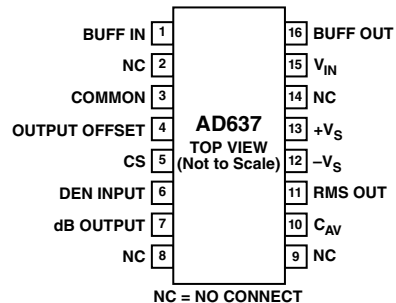 BUFF IN 1
NC 2
COMMON 3
OUTPUT OFFSET 4
CS 5
DEN INPUT 6
dB OUTPUT 7
NC 8
AD637
TOP VIEW
(Not to Scale)
16 BUFF OUT
15 VIN
14 NC
13 +VS
12 –VS
11 RMS OUT
10 CAV
9 NC
NC = NO CONNECT